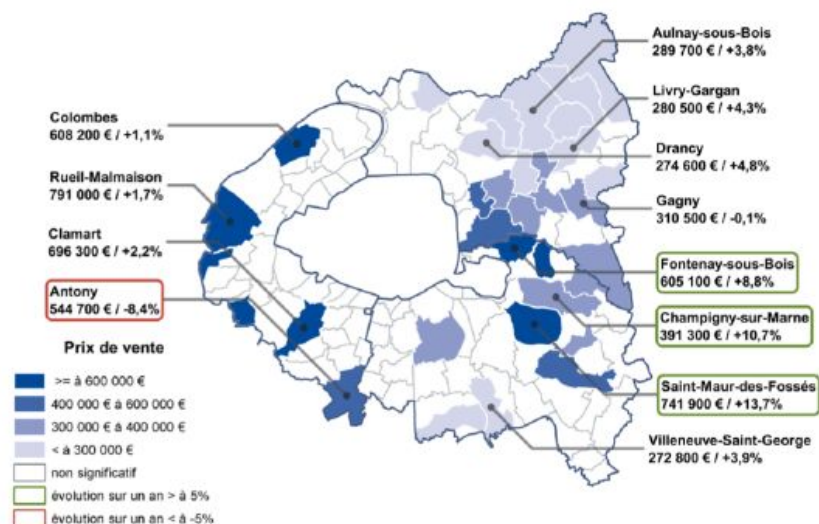 Aulnay-sous-Bois
289 700 € / +3,8%
Livry-Gargan
280 500 € / +4,3%
Colombes
608 200 € / +1,1%
Drancy
274 600 € / +4,8%
Rueil-Malmaison
791 000 € / +1,7%
Gagny
310 500 € / -0,1%
Clamart
696 300 € / +2,2%
Fontenay-sous-Bois
605 100 € / +8,8%
Antony
544 700 € / -8,4%
Champigny-sur-Marne
391 300 € / +10,7%
Saint-Maur-des-Fossés
741 900 € / +13,7%
Villeneuve-Saint-George
272 800 € / +3,9%
Prix de vente
>= à 600 000 €
400 000 € à 600 000 €
300 000 € à 400 000 €
< à 300 000 €
non significatif
évolution sur un an > à 5%
évolution sur un an < à -5%